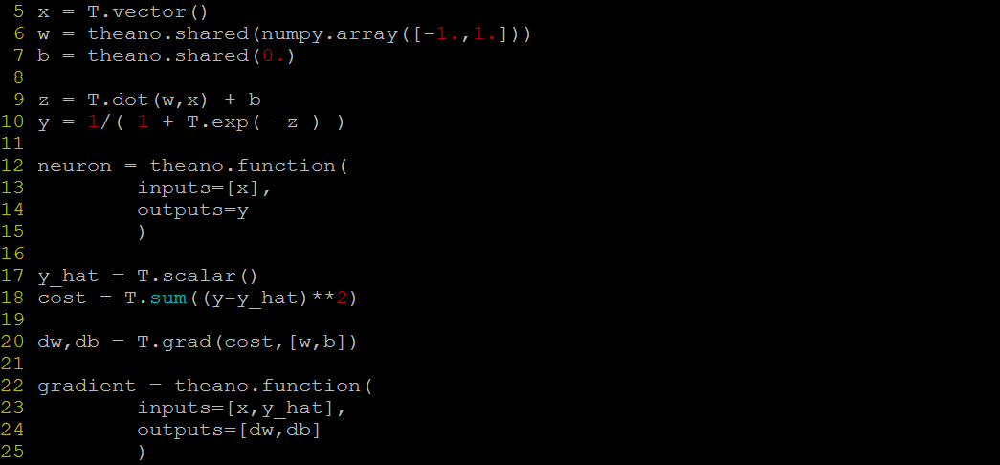 5 x = T.vector()
6 w = theano.shared(numpy.array([-1.,1.]))
7 b = theano.shared(0.)
8
9 z = T.dot(w,x) + b
10 y = 1/( 1 + T.exp( -z ) )
11
12 neuron = theano.function(
13         inputs=[x],
14         outputs=y
15         )
16
17 y_hat = T.scalar()
18 cost = T.sum((y-y_hat)**2)
19
20 dw,db = T.grad(cost,[w,b])
21
22 gradient = theano.function(
23         inputs=[x,y_hat],
24         outputs=[dw,db]
25         )